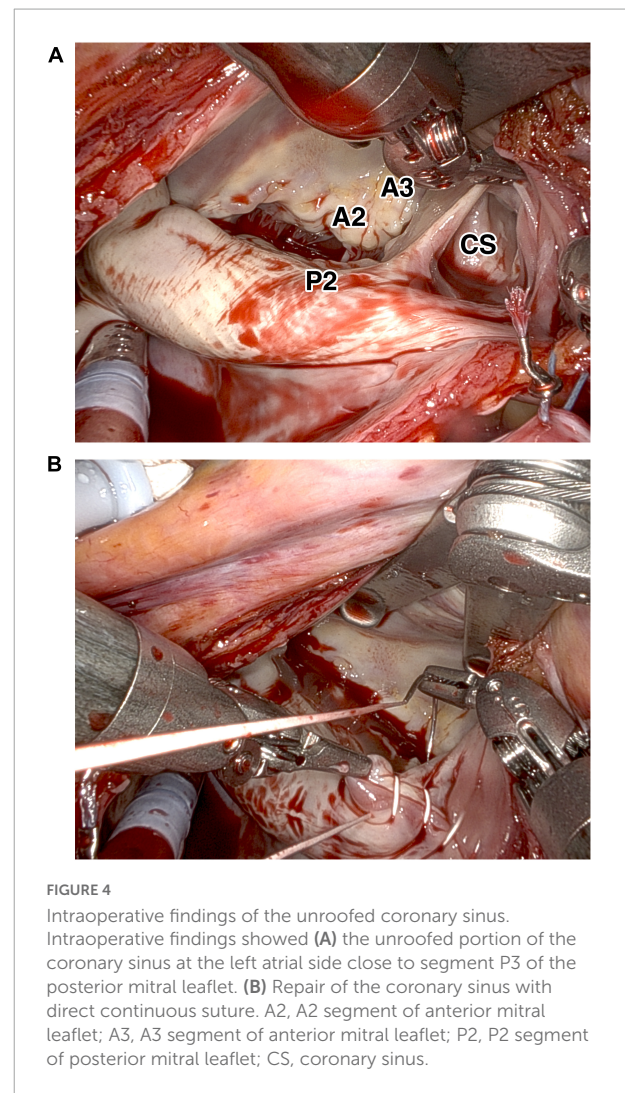 A
A3
A2
CS
P2
B
FIGURE 4
Intraoperative findings of the unroofed coronary sinus.
Intraoperative findings showed (A) the unroofed portion of the
coronary sinus at the left atrial side close to segment P3 of the
posterior mitral leaflet. (B) Repair of the coronary sinus with
direct continuous suture. A2, A2 segment of anterior mitral
leaflet; A3, A3 segment of anterior mitral leaflet; P2, P2 segment
of posterior mitral leaflet; CS, coronary sinus.